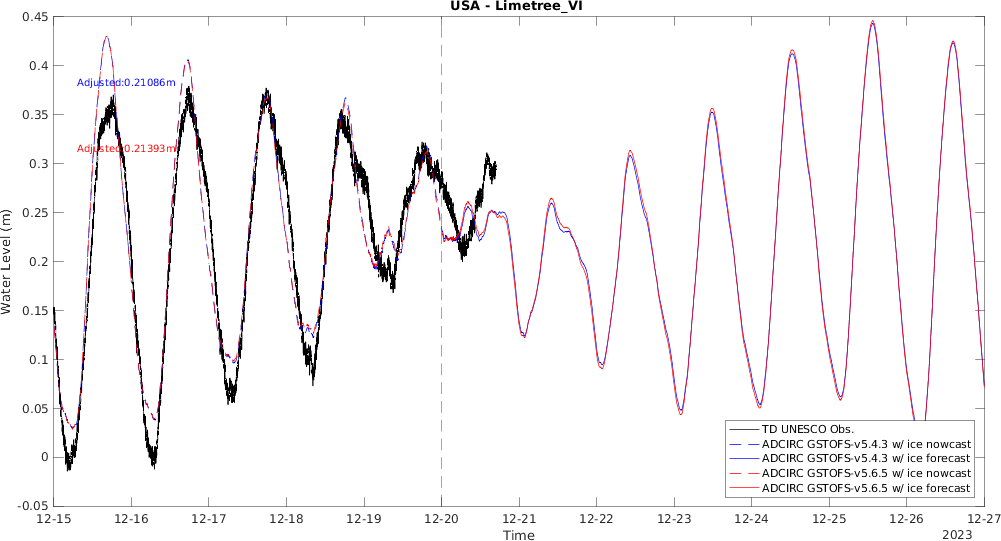 USA - Limetree_VI
0.45
0.4
0.35
0.3
0.25
0.2
0.15
0.1
0.05
0
-0.05
Water Level (m)
Adjusted:0.21086m
Adjusted:0.21393m
TD UNESCO Obs.
ADCIRC GSTOFS-v5.4.3 w/ ice nowcast
ADCIRC GSTOFS-v5.4.3 w/ ice forecast
ADCIRC GSTOFS-v5.6.5 w/ ice nowcast
ADCIRC GSTOFS-v5.6.5 w/ ice forecast
12-15 12-16 12-17 12-18 12-19 12-20 12-21 12-22 12-23 12-24 12-25 12-26 12-27
Time
2023